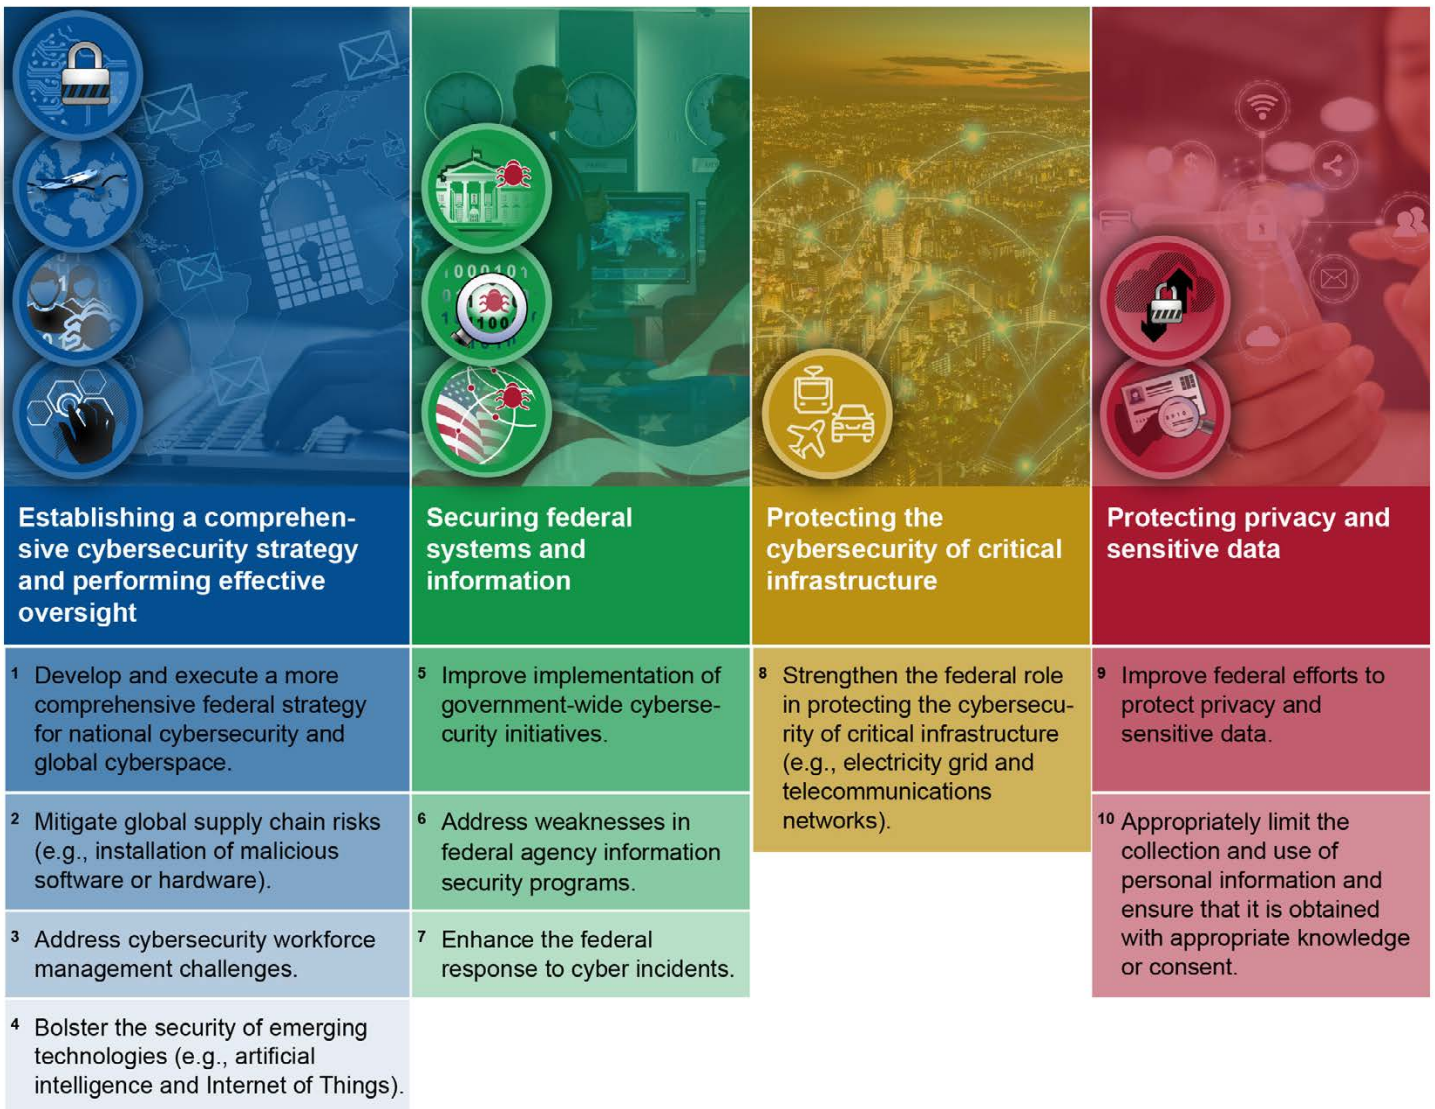 Establishing a comprehen-
sive cybersecurity strategy
and performing effective
oversight
1 Develop and execute a more
comprehensive federal strategy
for national cybersecurity and
global cyberspace.
2 Mitigate global supply chain risks
(e.g., installation of malicious
software or hardware).
3 Address cybersecurity workforce
management challenges.
4 Bolster the security of emerging
technologies (e.g., artificial
intelligence and Internet of Things).
Securing federal
systems and
information
5 Improve implementation of
government-wide cyberse-
curity initiatives.
6 Address weaknesses in
federal agency information
security programs.
7 Enhance the federal
response to cyber incidents.
Protecting the
cybersecurity of critical
infrastructure
8 Strengthen the federal role
in protecting the cybersecu-
rity of critical infrastructure
(e.g., electricity grid and
telecommunications
networks).
Protecting privacy and
sensitive data
9 Improve federal efforts to
protect privacy and
sensitive data.
10 Appropriately limit the
collection and use of
personal information and
ensure that it is obtained
with appropriate knowledge
or consent.